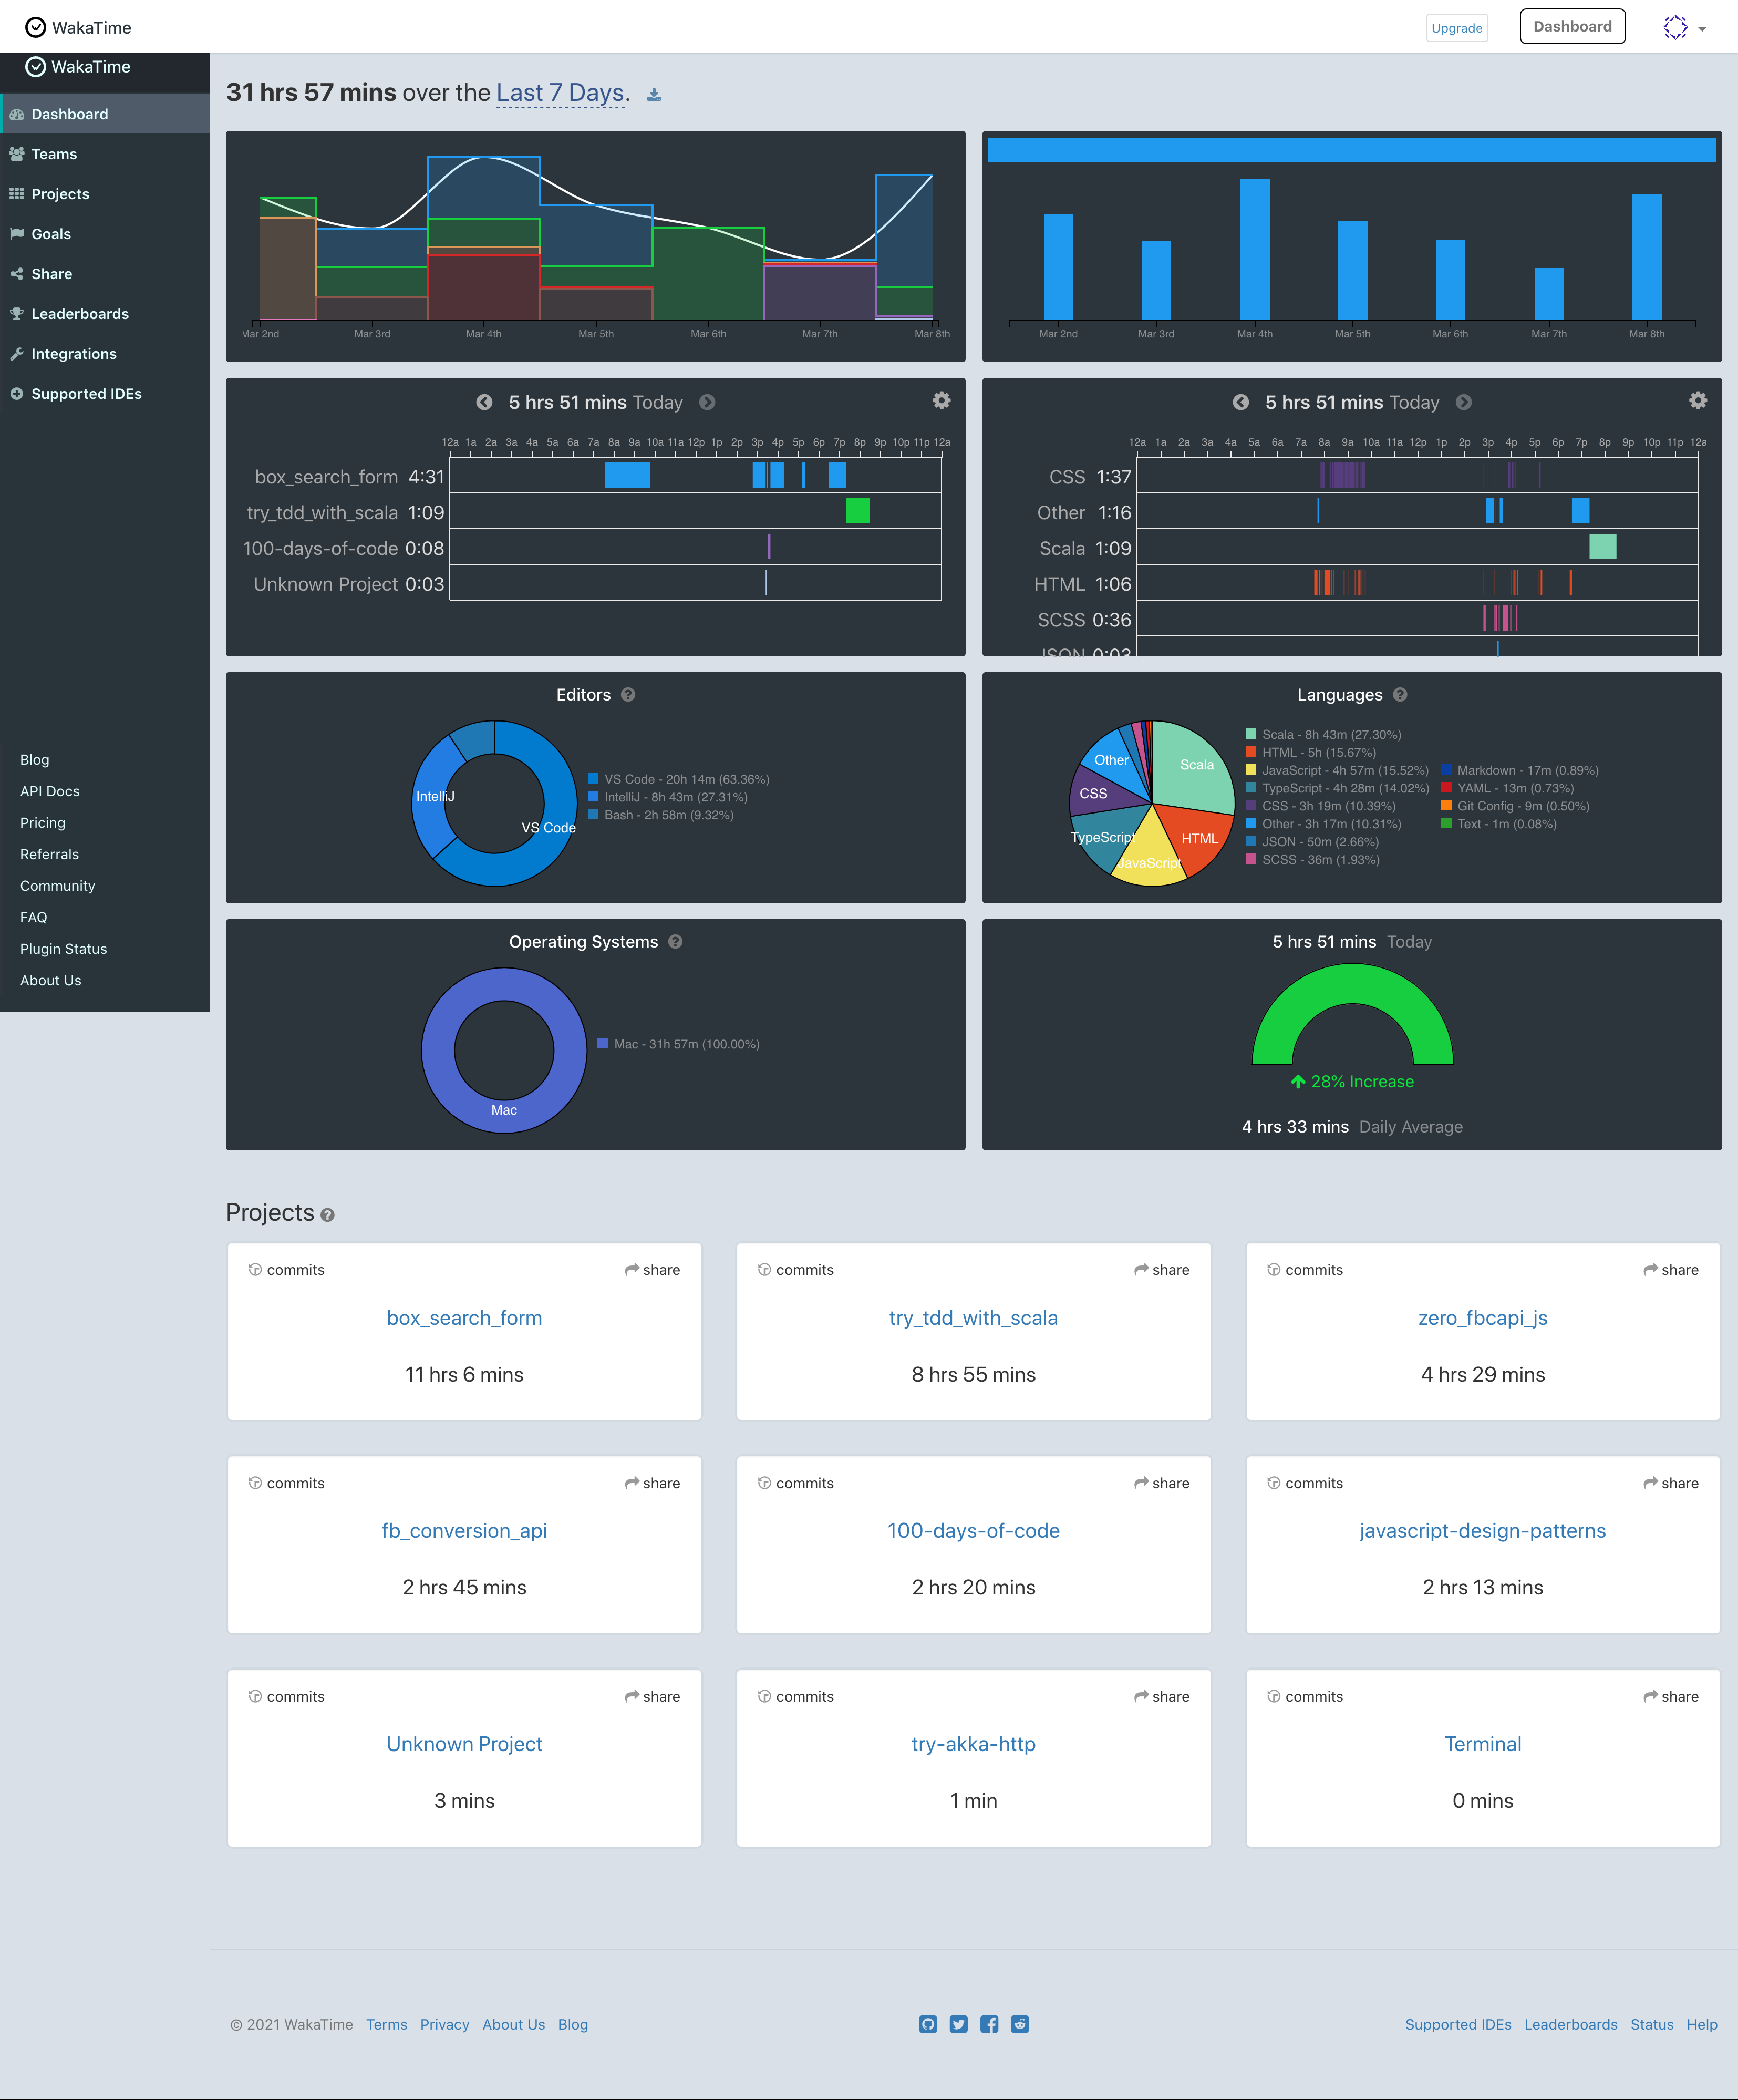 WakaTime
Upgrade
Dashboard
WakaTime
Dashboard
Teams
Projects
Goals
Share
Leaderboards
Integrations
Supported IDEs
Blog
API Docs
Pricing
Referrals
Community
FAQ
Plugin Status
About Us
31 hrs 57 mins over the Last 7 Days.
Mar 2nd Mar 3rd Mar 4th Mar 5th Mar 6th Mar 7th Mar 8th
Mar 2nd Mar 3rd Mar 4th Mar 5th Mar 6th Mar 7th Mar 8th
5 hrs 51 mins Today
12a 1a 2a 3a 4a 5a 6a 7a 8a 9a 10a 11a 12p 1p 2p 3p 4p 5p 6p 7p 8p 9p 10p 11p 12a
box_search_form 4:31
try_tdd_with_scala 1:09
100-days-of-code 0:08
Unknown Project 0:03
5 hrs 51 mins Today
12a 1a 2a 3a 4a 5a 6a 7a 8a 9a 10a 11a 12p 1p 2p 3p 4p 5p 6p 7p 8p 9p 10p 11p 12a
CSS 1:37
Other 1:16
Scala 1:09
HTML 1:06
SCSS 0:36
JSON 0:03
Editors
IntelliJ
VS Code
VS Code - 20h 14m (63.36%)
IntelliJ - 8h 43m (27.31%)
Bash - 2h 58m (9.32%)
Languages
Other
Scala
CSS
TypeScript
HTML
JavaScript
Scala - 8h 43m (27.30%)
HTML - 5h (15.67%)
JavaScript - 4h 57m (15.52%)
TypeScript - 4h 28m (14.02%)
CSS - 3h 19m (10.39%)
Other - 3h 17m (10.31%)
JSON - 50m (2.66%)
SCSS - 36m (1.93%)
Markdown - 17m (0.89%)
YAML - 13m (0.73%)
Git Config - 9m (0.50%)
Text - 1m (0.08%)
Operating Systems
Mac
Mac - 31h 57m (100.00%)
5 hrs 51 mins Today
28% Increase
4 hrs 33 mins Daily Average
Projects
commits share
box_search_form
11 hrs 6 mins
commits share
try_tdd_with_scala
8 hrs 55 mins
commits share
zero_fbcapi_js
4 hrs 29 mins
commits share
fb_conversion_api
2 hrs 45 mins
commits share
100-days-of-code
2 hrs 20 mins
commits share
javascript-design-patterns
2 hrs 13 mins
commits share
Unknown Project
3 mins
commits share
try-akka-http
1 min
commits share
Terminal
0 mins
© 2021 WakaTime Terms Privacy About Us Blog
Supported IDEs Leaderboards Status Help